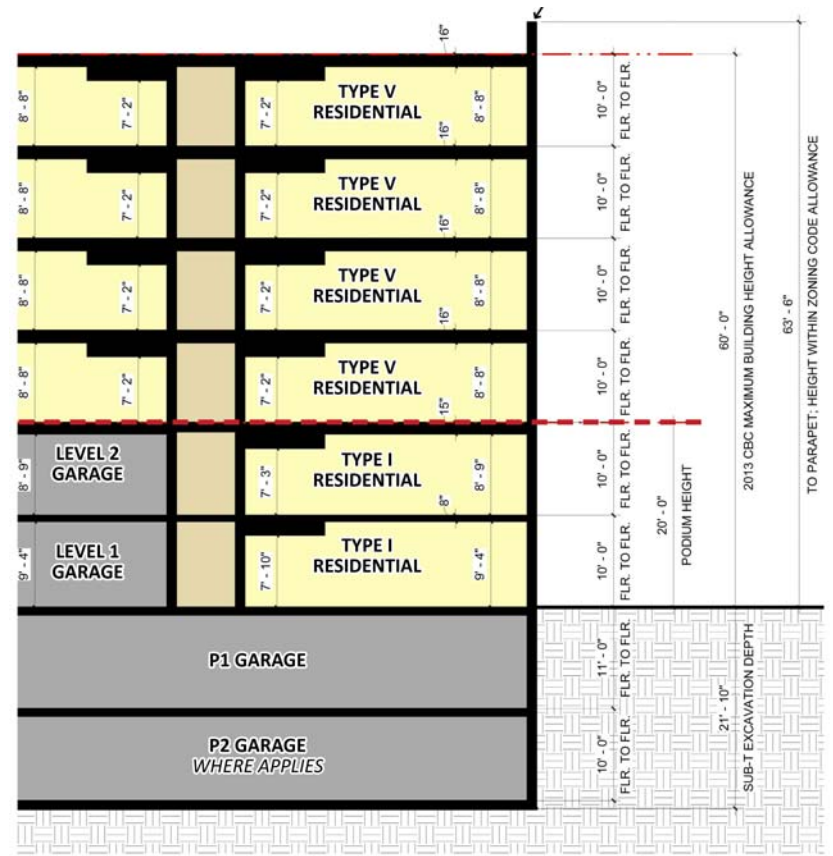 16"
8' - 8"
7' - 2"
7' - 2"
TYPE V
RESIDENTIAL
16"
8' - 8"
10' - 0"
FLR. TO FLR.
8' - 8"
7' - 2"
7' - 2"
TYPE V
RESIDENTIAL
16"
8' - 8"
10' - 0"
FLR. TO FLR.
8' - 8"
7' - 2"
7' - 2"
TYPE V
RESIDENTIAL
16"
8' - 8"
10' - 0"
FLR. TO FLR.
8' - 8"
7' - 2"
7' - 2"
TYPE V
RESIDENTIAL
15"
8' - 8"
10' - 0"
FLR. TO FLR.
LEVEL 2
GARAGE
8' - 9"
7' - 3"
TYPE I
RESIDENTIAL
8"
8' - 9"
10' - 0"
FLR. TO FLR.
LEVEL 1
GARAGE
9' - 4"
7' - 10"
TYPE I
RESIDENTIAL
9' - 4"
10' - 0"
FLR. TO FLR.
20' - 0"
PODIUM HEIGHT
60' - 0"
2013 CBC MAXIMUM BUILDING HEIGHT ALLOWANCE
63' - 6"
TO PARAPET; HEIGHT WITHIN ZONING CODE ALLOWANCE
P1 GARAGE
11' - 0"
FLR. TO FLR.
P2 GARAGE
WHERE APPLIES
10' - 0"
FLR. TO FLR.
21' - 10"
SUB-T EXCAVATION DEPTH